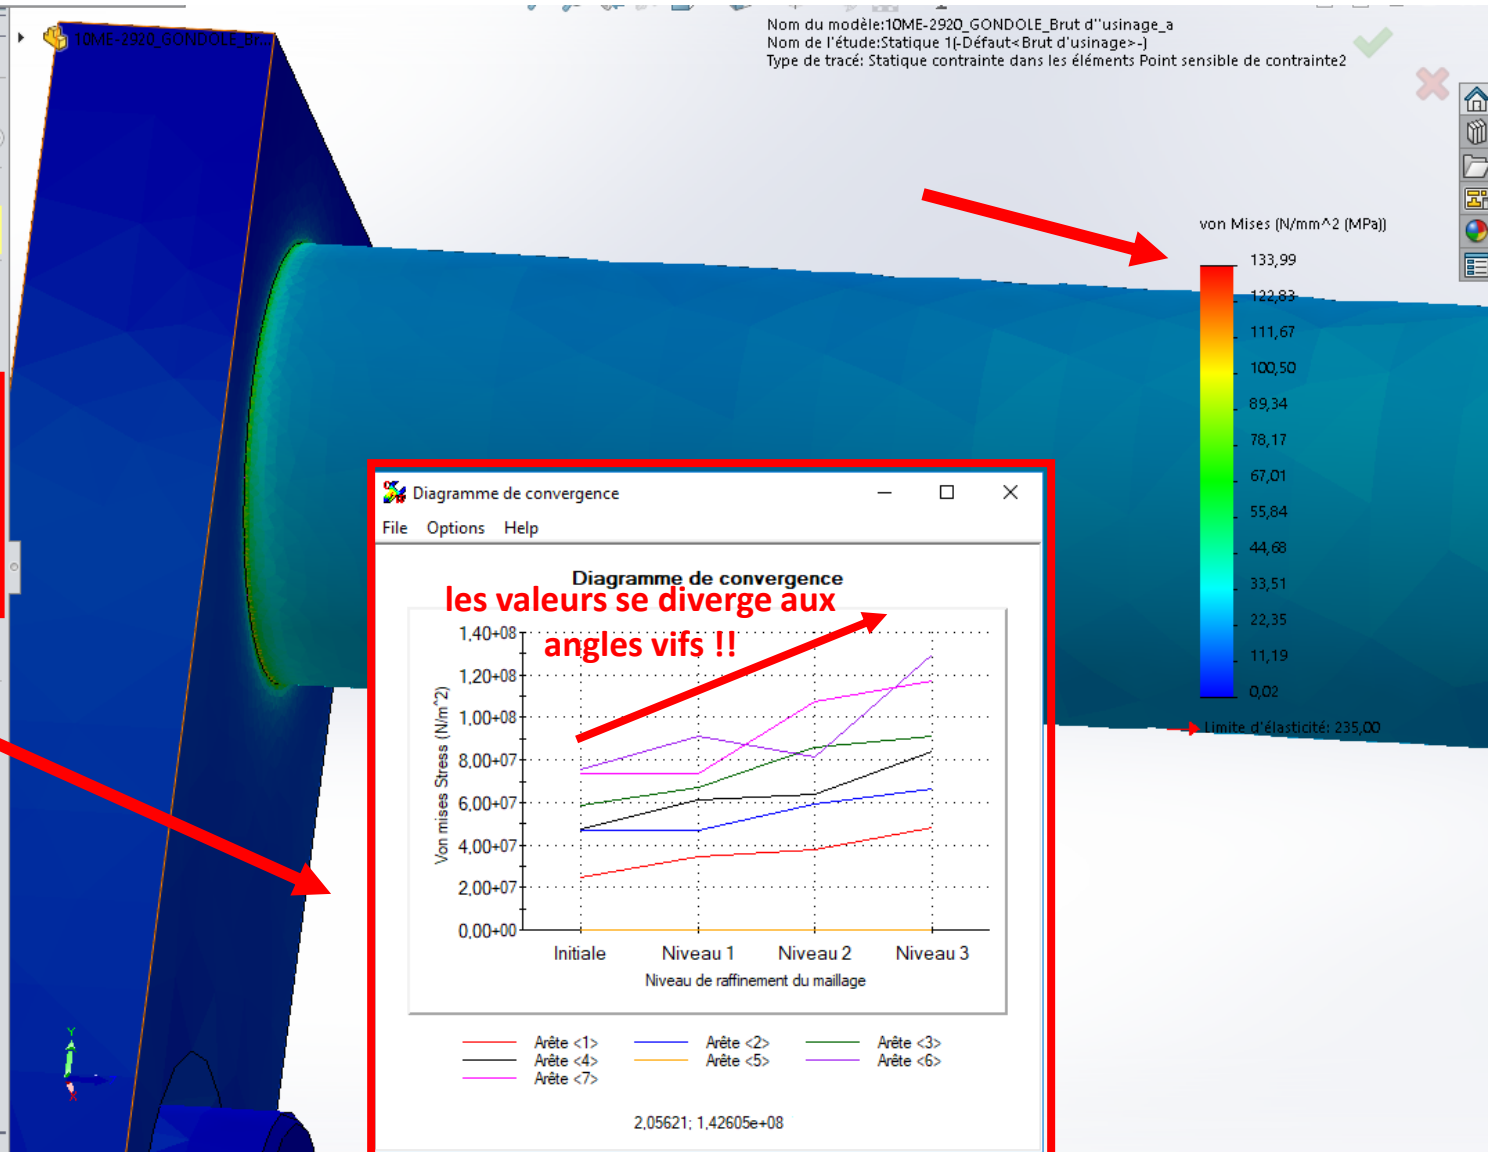 10ME-2920_GONDOLE_B
Nom du modèle:10ME-2920_GONDOLE_Brut d''usinage_a
Nom de l'étude:Statique 1(-Défaut<Brut d'usinage>-)
Type de tracé: Statique contrainte dans les éléments Point sensible de contrainte2
von Mises (N/mm^2 (MPa))
133,99
122,83
111,67
100,50
89,34
78,17
67,01
55,84
44,68
33,51
22,35
11,19
0,02
Limite d'élasticité: 235,00
Diagramme de convergence
File Options Help
Diagramme de convergence
les valeurs se diverge aux
angles vifs !!
Von mises Stress (N/m^2)
1,40+08
1,20+08
1,00+08
8,00+07
6,00+07
4,00+07
2,00+07
0,00+00
Initiale Niveau 1 Niveau 2 Niveau 3
Niveau de raffinement du maillage
Arête <1> Arête <2> Arête <3>
Arête <4> Arête <5> Arête <6>
Arête <7>
2,05621; 1,42605e+08
Y
X